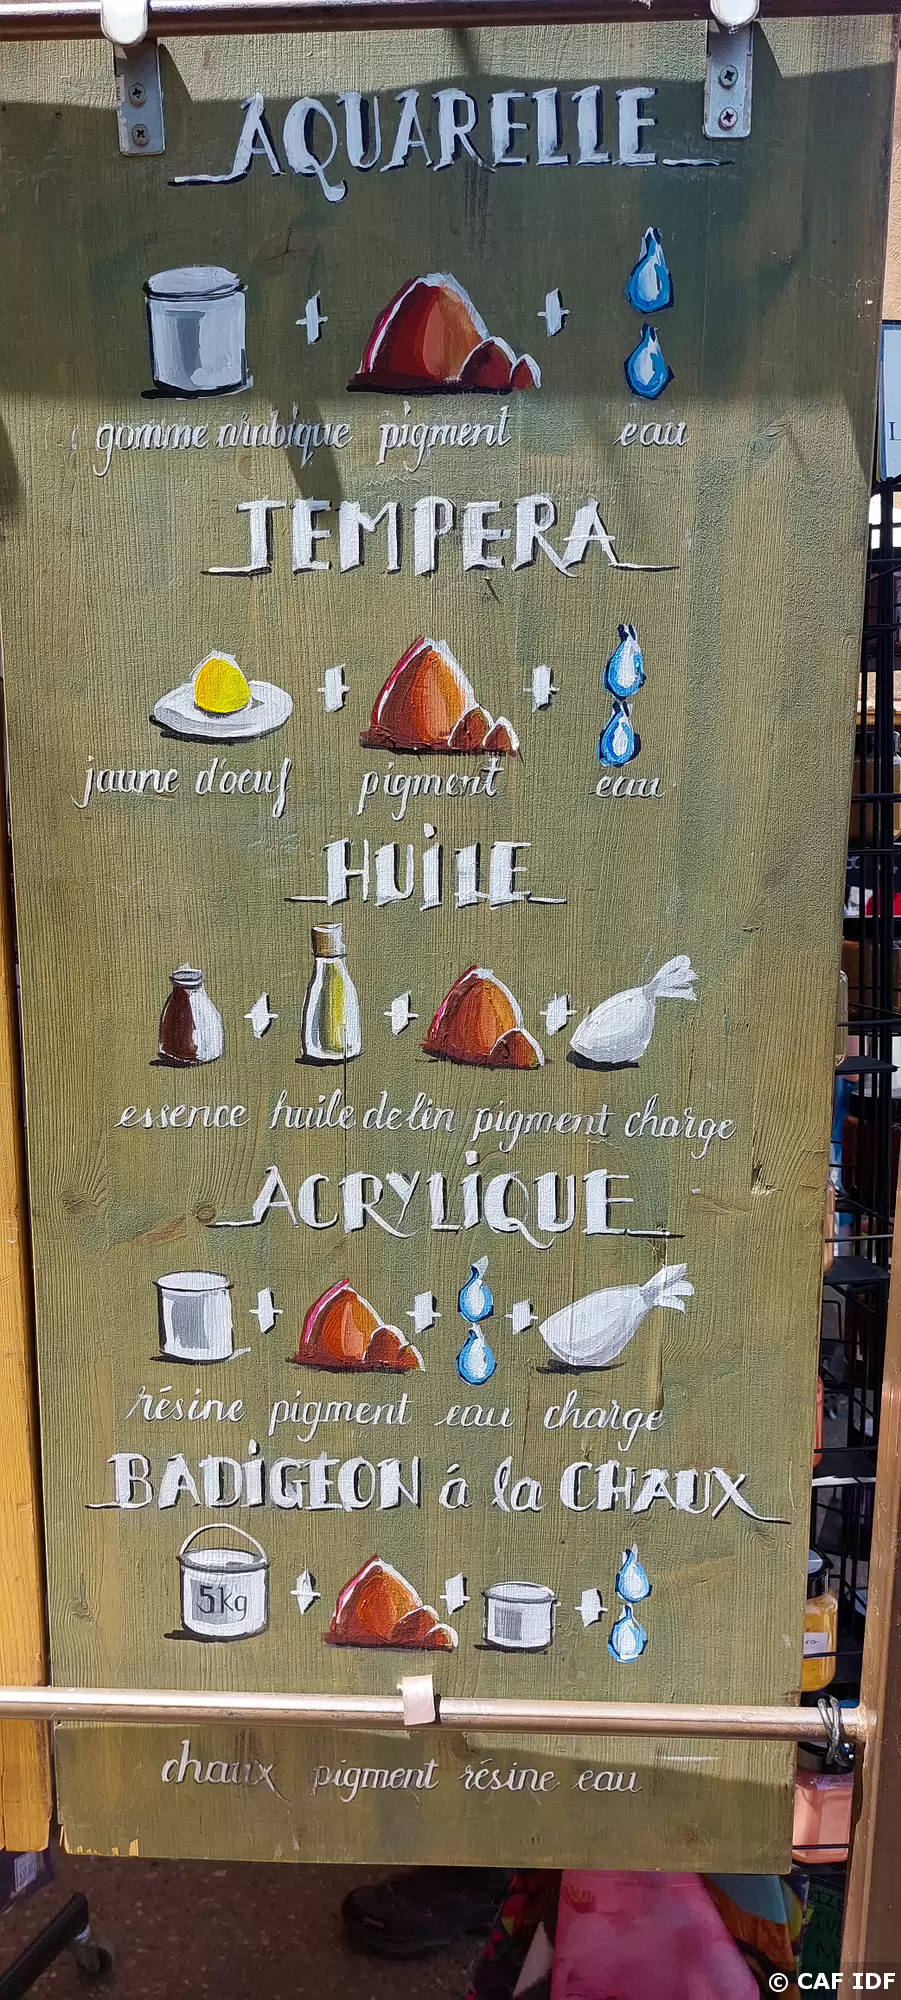 AQUARELLE
gomme arabique pigment eau
TEMPERA
jaune d'oeuf pigment eau
HUILE
essence huile de lin pigment charge
ACRYLIQUE
résine pigment eau charge
BADIGEON á la CHAUX
5kg
chaux pigment résine eau
© CAF IDF